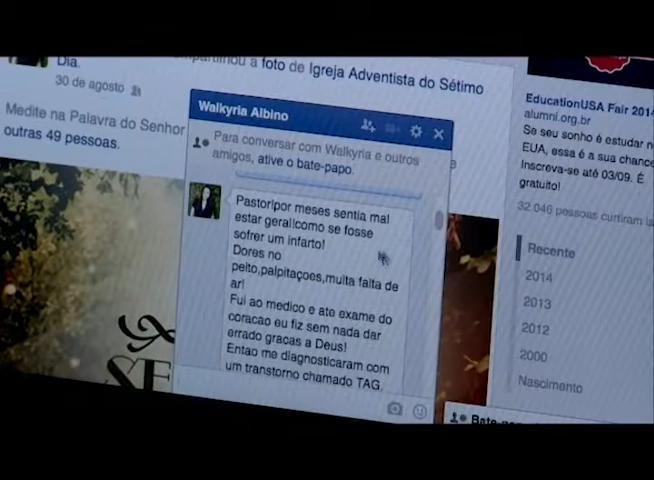 Dia.
compartilhou a foto de Igreja Adventista do Sétimo
30 de agosto
Medite na Palavra do Senhor
outras 49 pessoas.
SE
Walkyria Albino
Para conversar com Walkyria e outros
amigos, ative o bate-papo.
Pastor!por meses sentia mal
estar geral!como se fosse
sofrer um infarto!
Dores no
peito,palpitaçoes,muita falta de
ar!
Fui ao medico e ate exame do
coracao eu fiz sem nada dar
errado gracas a Deus!
Entao me diagnosticaram com
um transtorno chamado TAG.
EducationUSA Fair 2014
alumni.org.br
Se seu sonho é estudar n
EUA, essa é a sua chance
Inscreva-se até 03/09. É
gratuito!
32.046 pessoas curtiram is
Recente
2014
2013
2012
2000
Nascimento